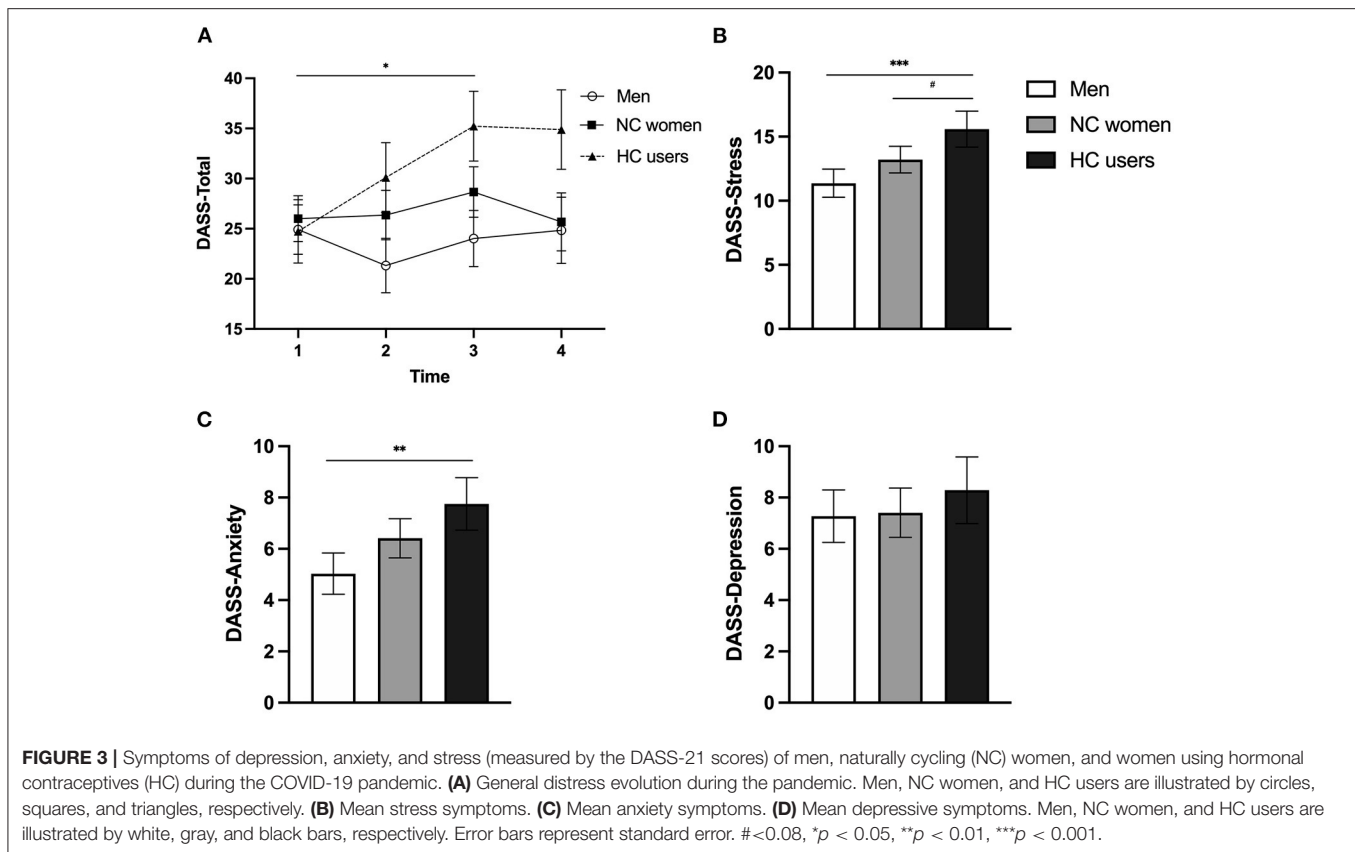 A
*
Men
NC women
HC users
40
35
30
25
20
15
DASS-Total
1 2 3 4
Time
B
***
#
20
15
10
5
0
DASS-Stress
Men
NC women
HC users
C
**
10
8
6
4
2
0
DASS-Anxiety
D
10
8
6
4
2
0
DASS-Depression
FIGURE 3 | Symptoms of depression, anxiety, and stress (measured by the DASS-21 scores) of men, naturally cycling (NC) women, and women using hormonal
contraceptives (HC) during the COVID-19 pandemic. (A) General distress evolution during the pandemic. Men, NC women, and HC users are illustrated by circles,
squares, and triangles, respectively. (B) Mean stress symptoms. (C) Mean anxiety symptoms. (D) Mean depressive symptoms. Men, NC women, and HC users are
illustrated by white, gray, and black bars, respectively. Error bars represent standard error. #<0.08, *p < 0.05, **p < 0.01, ***p < 0.001.